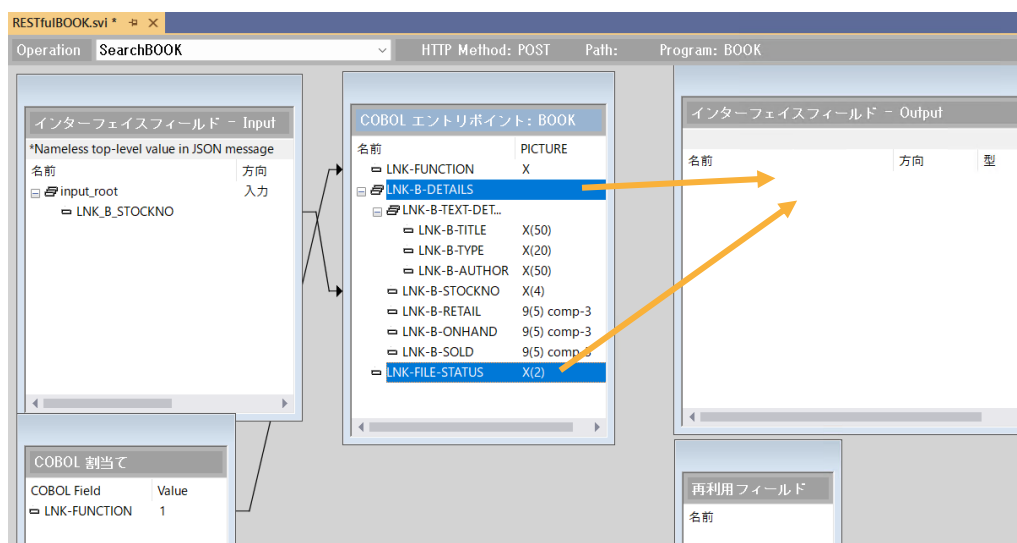 RESTfulBOOK.svi*
Operation SearchBOOK HTTP Method: POST Path: Program: BOOK
インターフェイスフィールド - Input
*Nameless top-level value in JSON message
名前 方向
input_root 入力
LNK_B_STOCKNO
COBOL エントリポイント: BOOK
名前 PICTURE
LNK-FUNCTION X
LNK-B-DETAILS
LNK-B-TEXT-DET...
LNK-B-TITLE X(50)
LNK-B-TYPE X(20)
LNK-B-AUTHOR X(50)
LNK-B-STOCKNO X(4)
LNK-B-RETAIL 9(5) comp-3
LNK-B-ONHAND 9(5) comp-3
LNK-B-SOLD 9(5) comp-3
LNK-FILE-STATUS X(2)
インターフェイスフィールド - Output
名前 方向 型
COBOL 割当て
COBOL Field Value
LNK-FUNCTION 1
再利用フィールド
名前